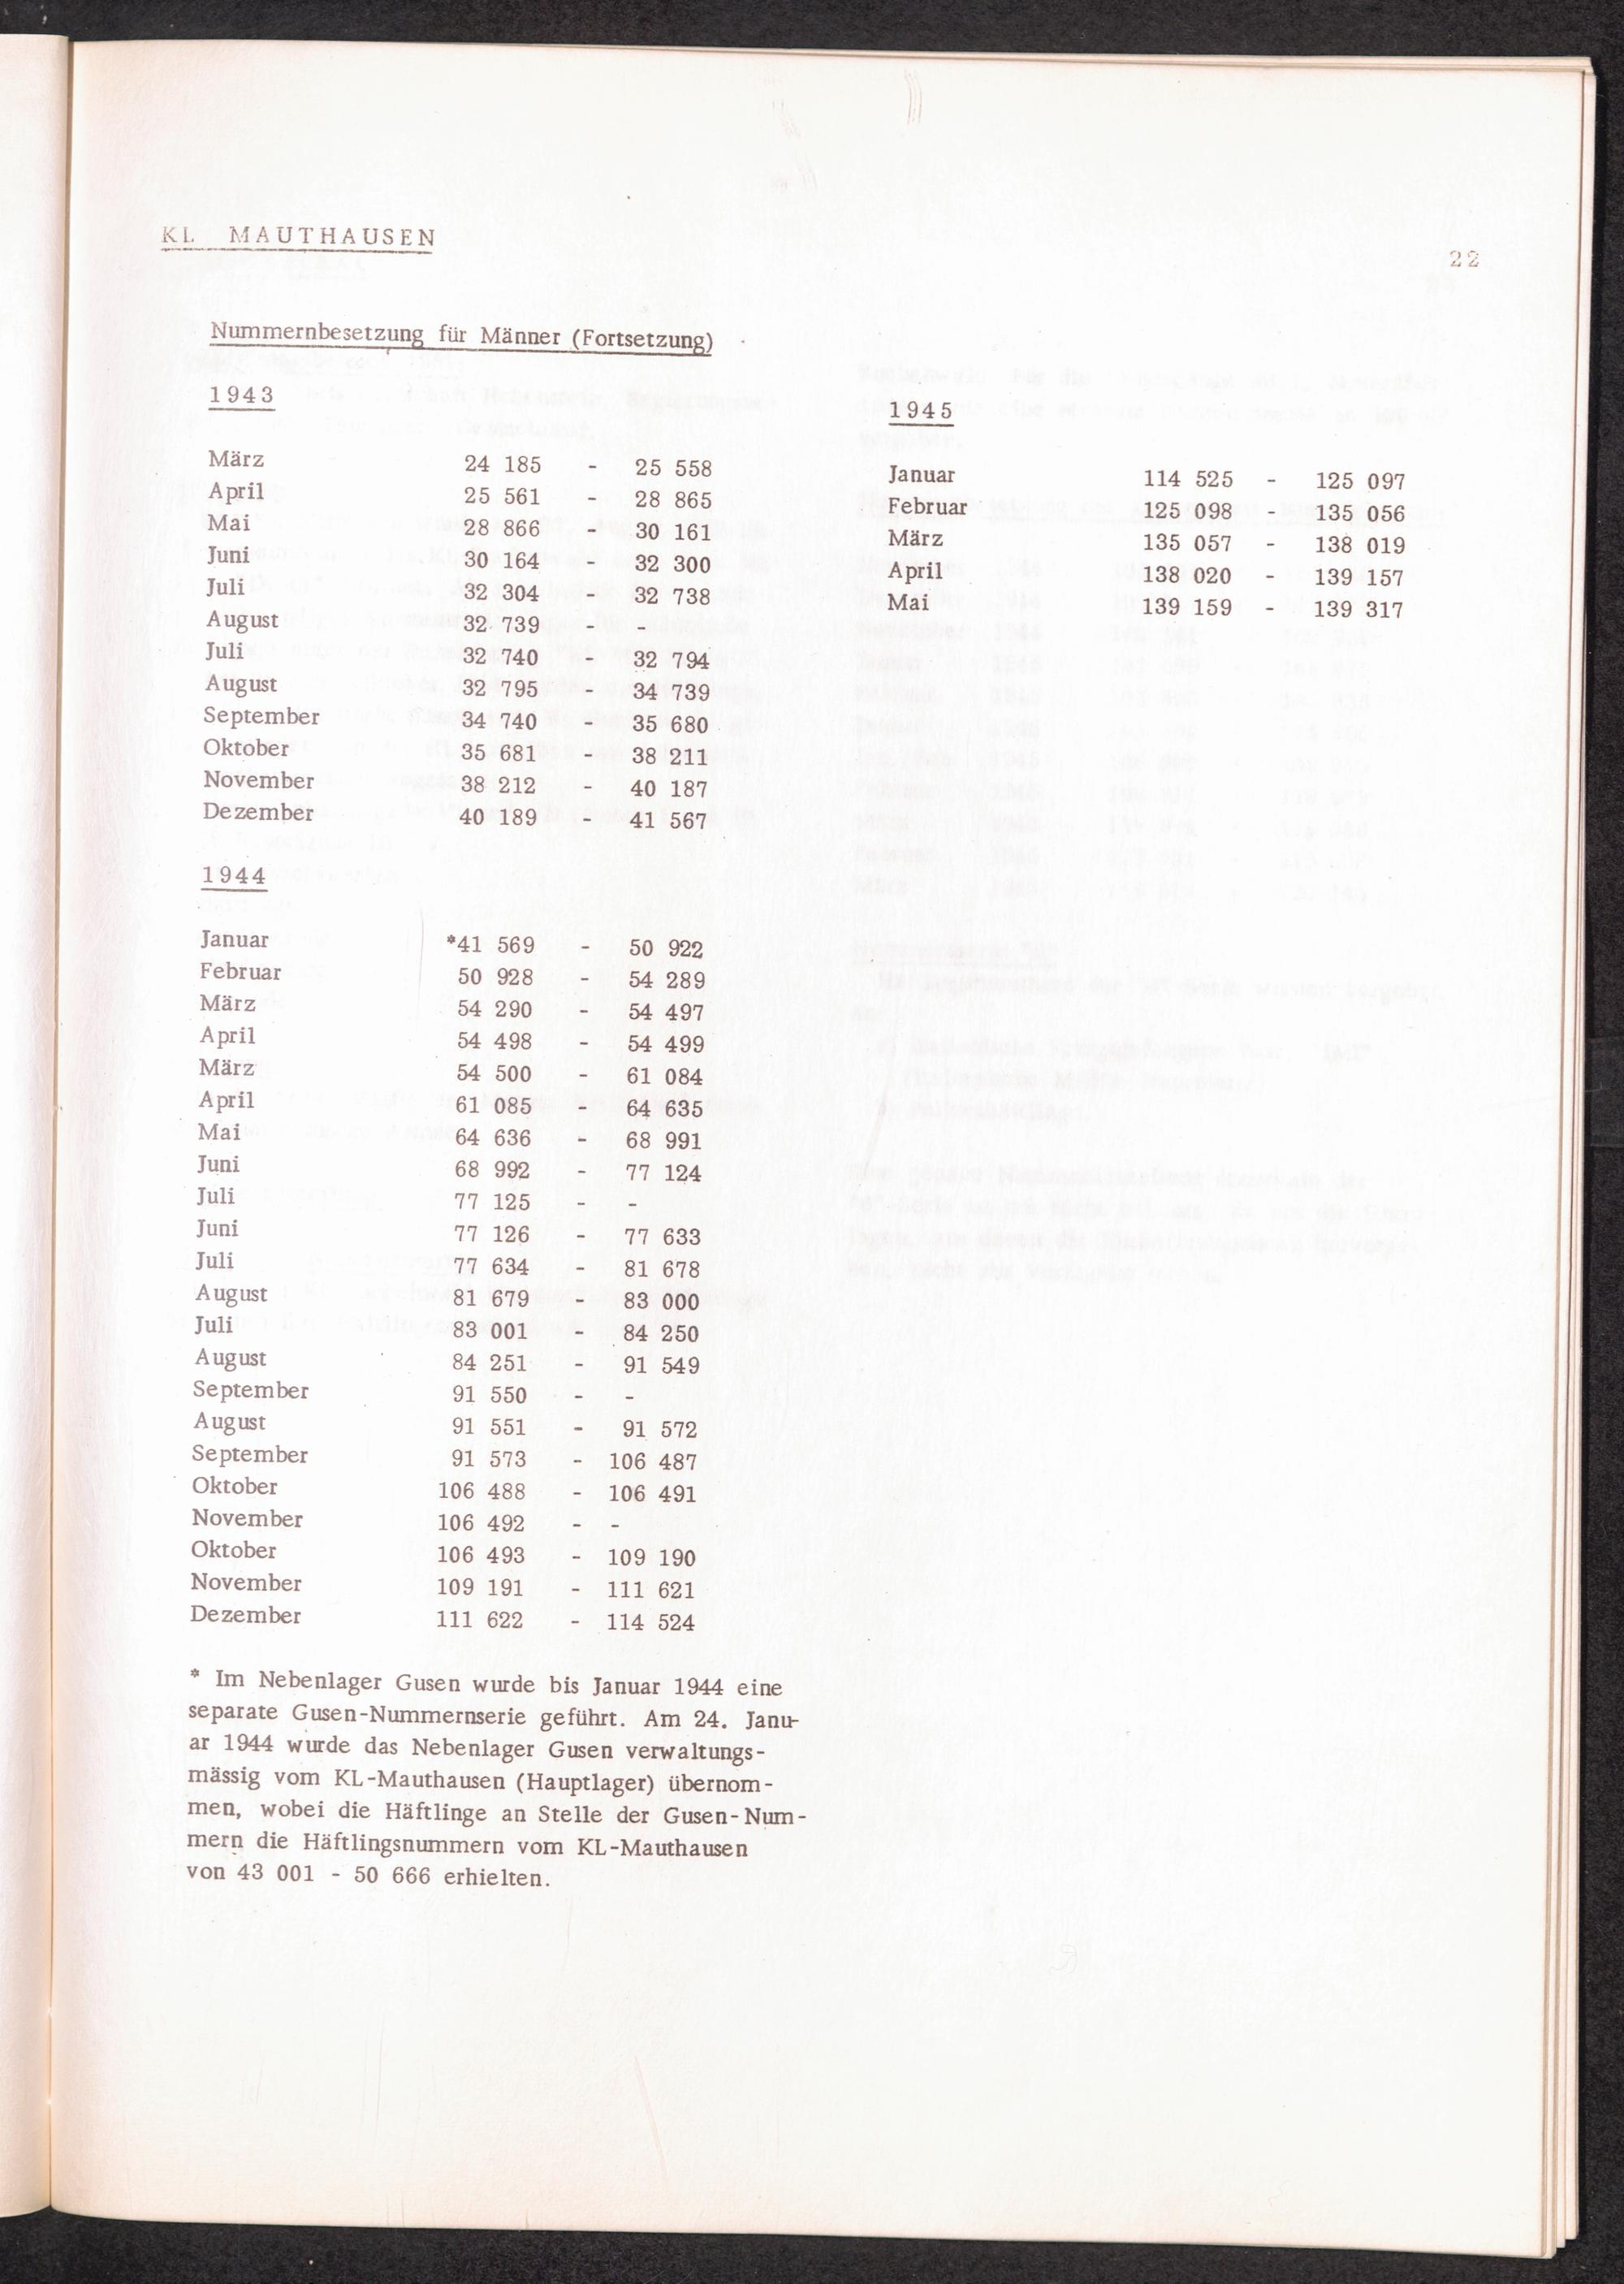 KL MAUTHAUSEN
22
Nummernbesetzung für Männer (Fortsetzung)
1943
März 24 185 - 25 558
April 25 561 - 28 865
Mai 28 866 - 30 161
Juni 30 164 - 32 300
Juli 32 304 - 32 738
August 32 739 - -
Juli 32 740 - 32 794
August 32 795 - 34 739
September 34 740 - 35 680
Oktober 35 681 - 38 211
November 38 212 - 40 187
Dezember 40 189 - 41 567
1944
Januar *41 569 - 50 922
Februar 50 928 - 54 289
März 54 290 - 54 497
April 54 498 - 54 499
März 54 500 - 61 084
April 61 085 - 64 635
Mai 64 636 - 68 991
Juni 68 992 - 77 124
Juli 77 125 - -
Juni 77 126 - 77 633
Juli 77 634 - 81 678
August 81 679 - 83 000
Juli 83 001 - 84 250
August 84 251 - 91 549
September 91 550 - -
August 91 551 - 91 572
September 91 573 - 106 487
Oktober 106 488 - 106 491
November 106 492 - -
Oktober 106 493 - 109 190
November 109 191 - 111 621
Dezember 111 622 - 114 524
* Im Nebenlager Gusen wurde bis Januar 1944 eine
separate Gusen-Nummernserie geführt. Am 24. Janu-
ar 1944 wurde das Nebenlager Gusen verwaltungs-
mässig vom KL-Mauthausen (Hauptlager) übernom-
men, wobei die Häftlinge an Stelle der Gusen-Num-
mern die Häftlingsnummern vom KL-Mauthausen
von 43 001 - 50 666 erhielten.
1945
Januar 114 525 - 125 097
Februar 125 098 - 135 056
März 135 057 - 138 019
April 138 020 - 139 157
Mai 139 159 - 139 317